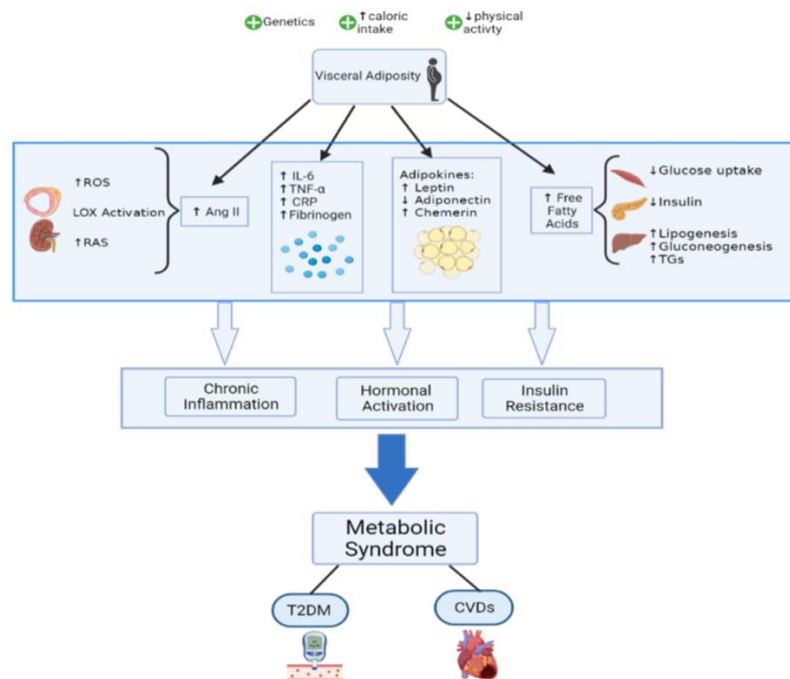 Genetics
↑caloric
intake
↓physical
activty
Visceral Adiposity
↑ROS
LOX Activation
↑RAS
↑ Ang II
↑ IL-6
↑TNF-α
↑ CRP
↑Fibrinogen
Adipokines:
↑ Leptin
↓ Adiponectin
↑ Chemerin
↑ Free
Fatty
Acids
↓Glucose uptake
↓Insulin
↑Lipogenesis
↑Gluconeogenesis
↑TGs
Chronic
Inflammation
Hormonal
Activation
Insulin
Resistance
Metabolic
Syndrome
T2DM
CVDs